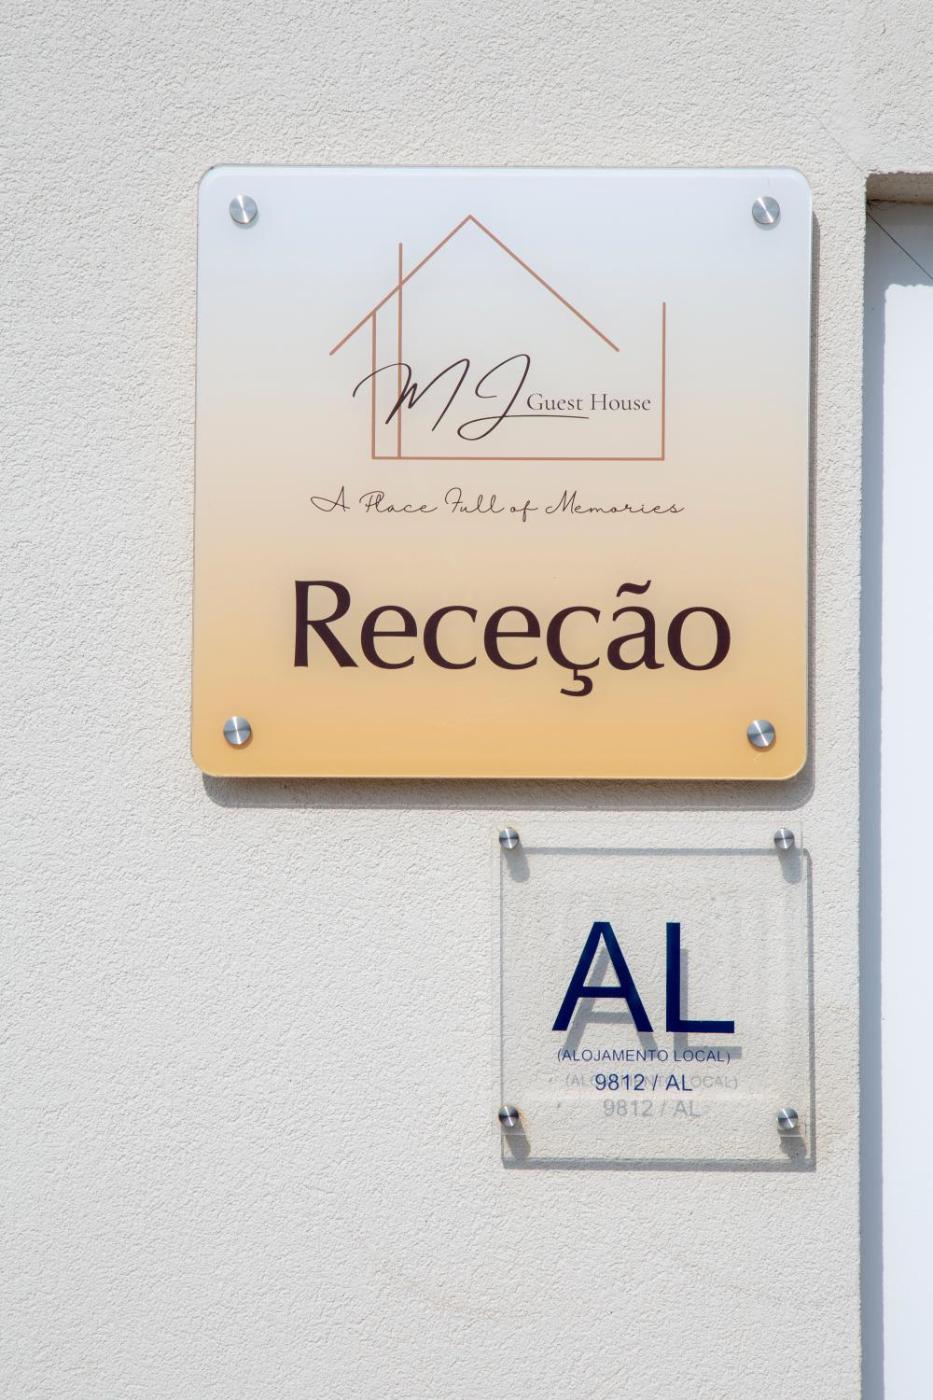 MJ Guest House
A Place Full of Memories
Receção
AL
(ALOJAMENTO LOCAL)
9812 / AL